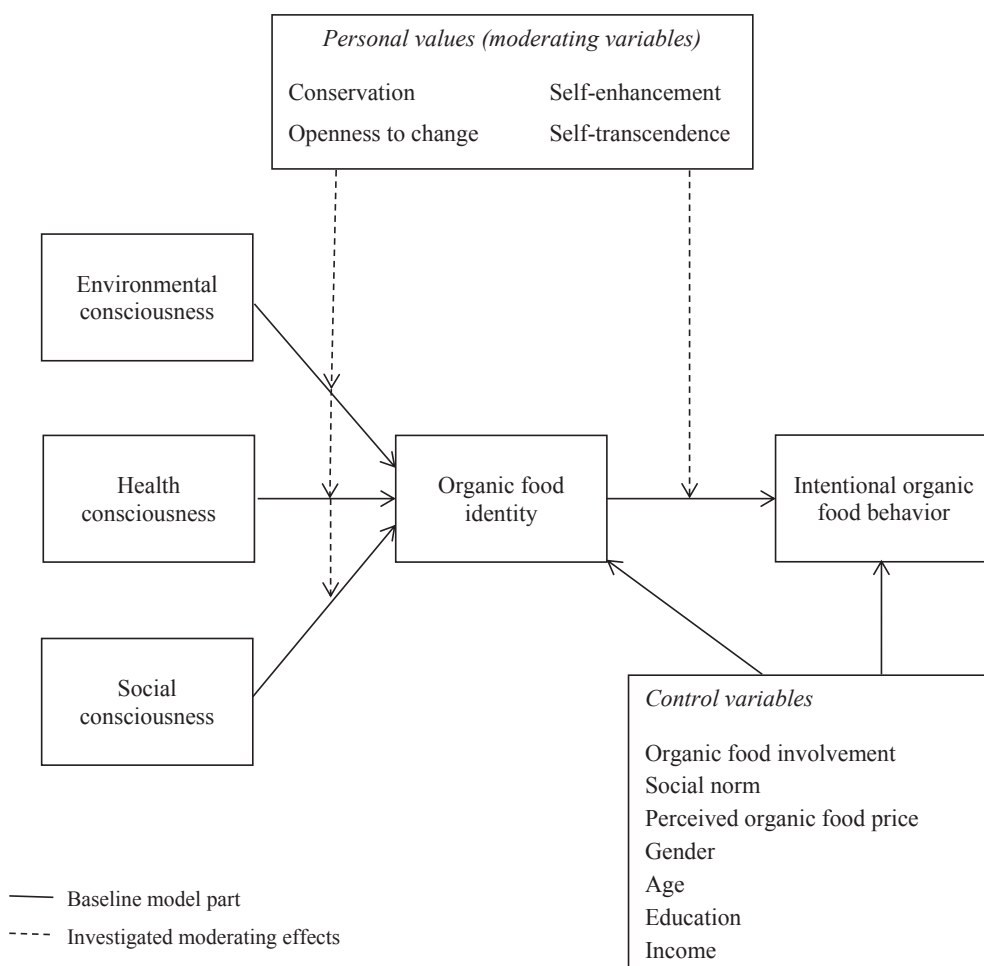 Personal values (moderating variables)
Conservation
Self-enhancement
Openness to change
Self-transcendence
Environmental
consciousness
Health
consciousness
Organic food
identity
Intentional organic
food behavior
Social
consciousness
Control variables
Organic food involvement
Social norm
Perceived organic food price
Gender
Age
Education
Income
Baseline model part
Investigated moderating effects